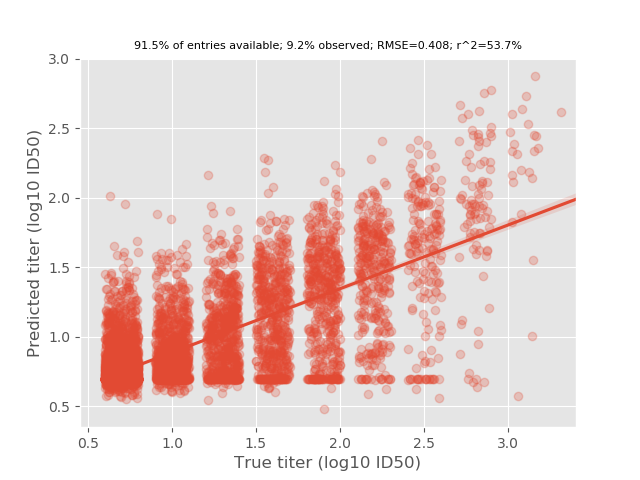 91.5% of entries available; 9.2% observed; RMSE=0.408; r^2=53.7%
3.0
2.5
2.0
1.5
1.0
0.5
Predicted titer (log10 ID50)
0.5 1.0 1.5 2.0 2.5 3.0
True titer (log10 ID50)